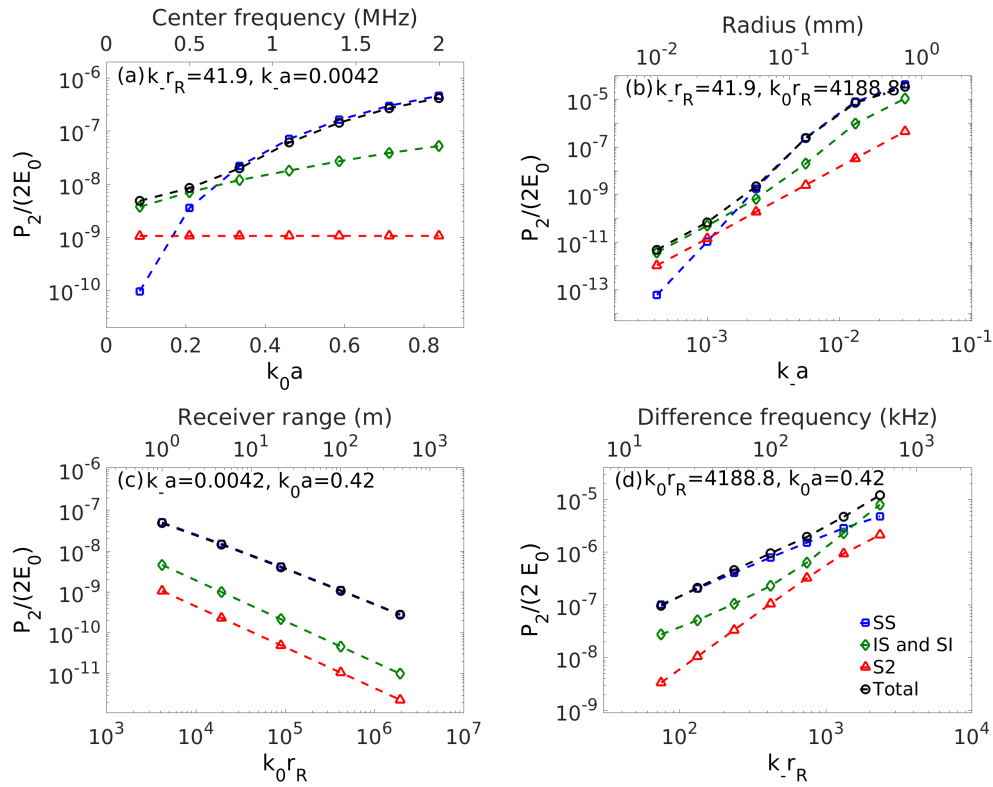 Center frequency (MHz)
0 0.5 1 1.5 2
(a) k_r_R=41.9, k_a=0.0042
10^-6
10^-7
10^-8
10^-9
10^-10
P_2/(2E_0)
0 0.2 0.4 0.6 0.8
k_0a
Radius (mm)
10^-2 10^-1 10^0
(b) k_-r_R=41.9, k_0r_R=4188.8
10^-5
10^-7
10^-9
10^-11
10^-13
P_2/(2E_0)
10^-3 10^-2 10^-1
k_-a
Receiver range (m)
10^0 10^1 10^2 10^3
(c) k_-a=0.0042, k_0a=0.42
10^-6
10^-7
10^-8
10^-9
10^-10
10^-11
P_2/(2E_0)
10^3 10^4 10^5 10^6 10^7
k_0r_R
Difference frequency (kHz)
10^1 10^2 10^3
(d) k_0r_R=4188.8, k_0a=0.42
10^-5
10^-6
10^-7
10^-8
10^-9
P_2/(2 E_0)
SS
IS and SI
S2
Total
10^2 10^3 10^4
k_-r_R